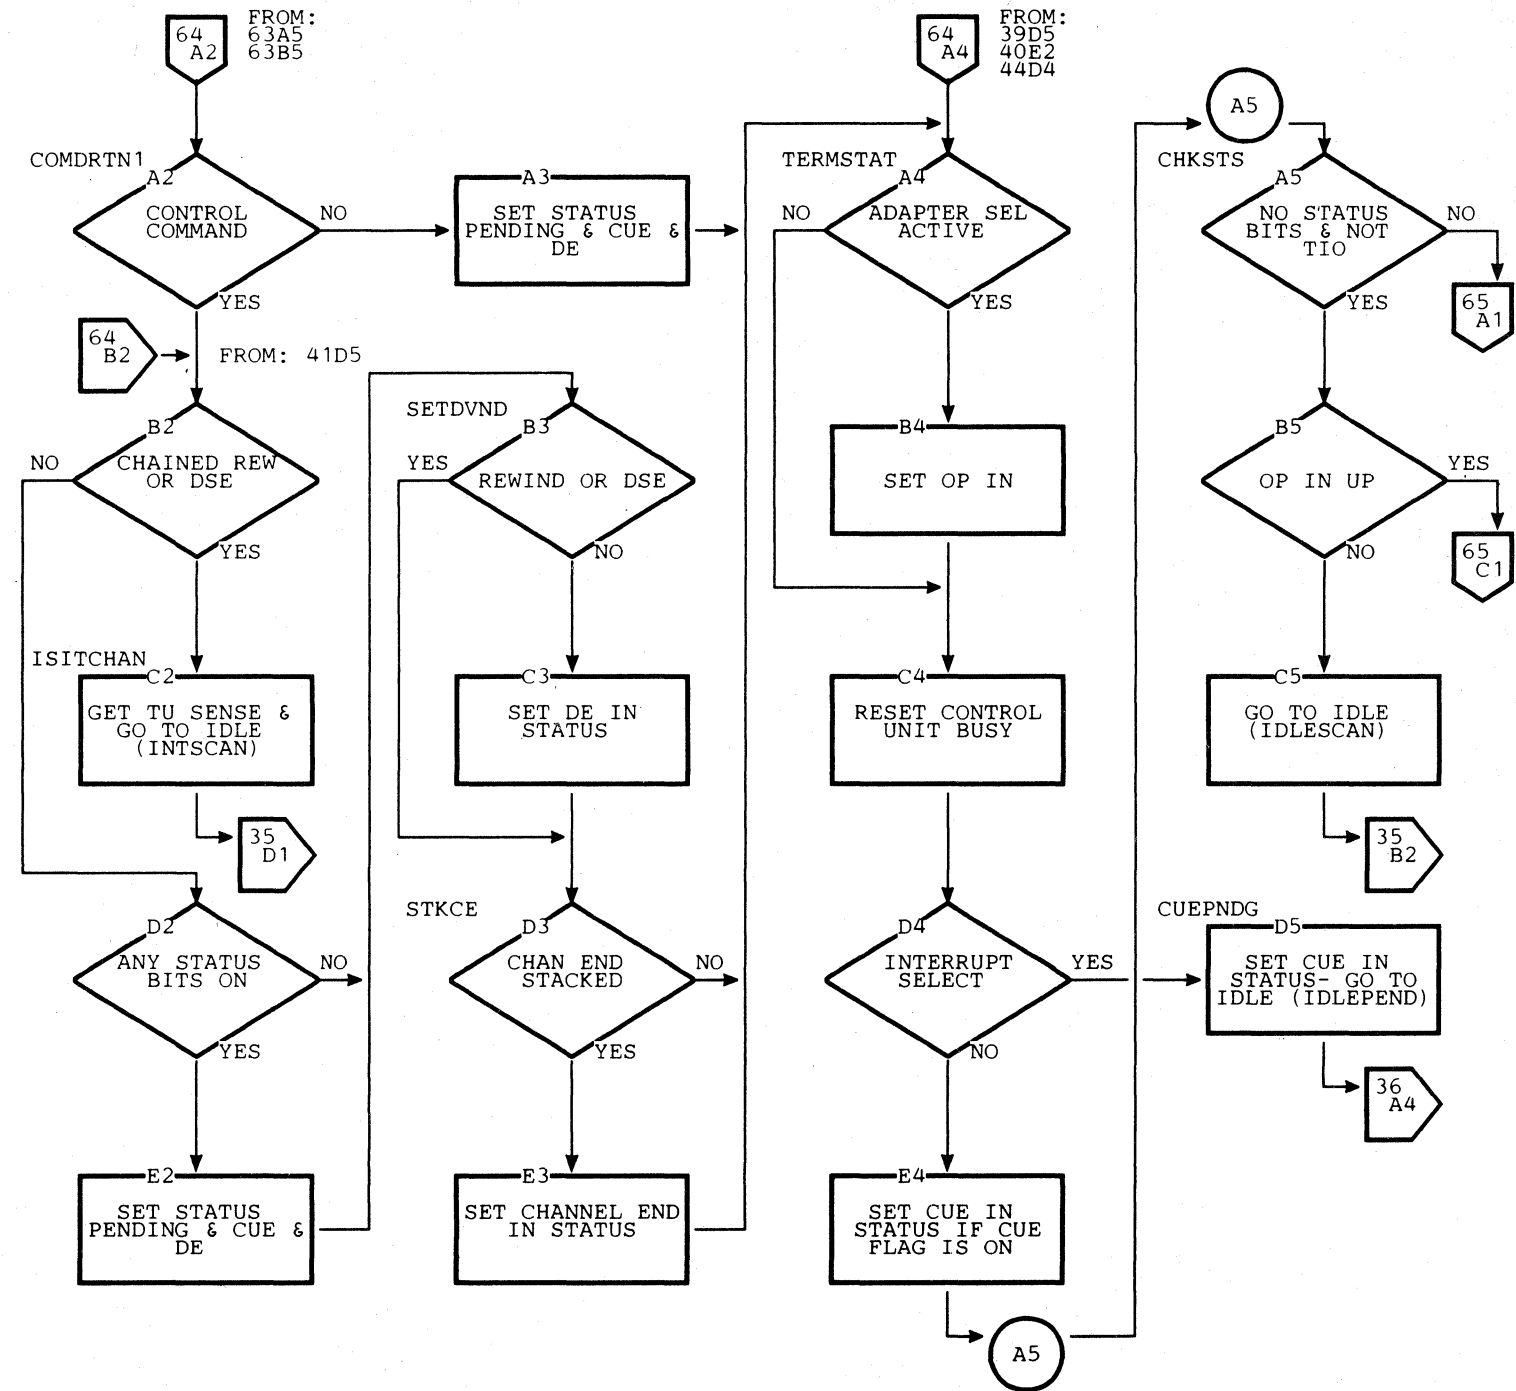 64
A2
FROM:
63A5
63B5
COMDRTN1
A2
CONTROL
COMMAND
NO
YES
64
B2
FROM: 41D5
B2
CHAINED REW
OR DSE
NO
YES
ISITCHAN
C2
GET TU SENSE &
GO TO IDLE
(INTSCAN)
35
D1
D2
ANY STATUS
BITS ON
NO
YES
E2
SET STATUS
PENDING & CUE &
DE
A3
SET STATUS
PENDING & CUE &
DE
SETDVND
B3
REWIND OR DSE
YES
NO
C3
SET DE IN
STATUS
STKCE
D3
CHAN END
STACKED
NO
YES
E3
SET CHANNEL END
IN STATUS
64
A4
FROM:
39D5
40E2
44D4
TERMSTAT
A4
ADAPTER SEL
ACTIVE
NO
YES
B4
SET OP IN
C4
RESET CONTROL
UNIT BUSY
D4
INTERRUPT
SELECT
YES
NO
E4
SET CUE IN
STATUS IF CUE
FLAG IS ON
A5
A5
CHKSTS
A5
NO STATUS
BITS & NOT
TIO
NO
YES
65
A1
B5
OP IN UP
YES
NO
65
C1
C5
GO TO IDLE
(IDLESCAN)
35
B2
CUEPNDG
D5
SET CUE IN
STATUS- GO TO
IDLE (IDLEPEND)
36
A4